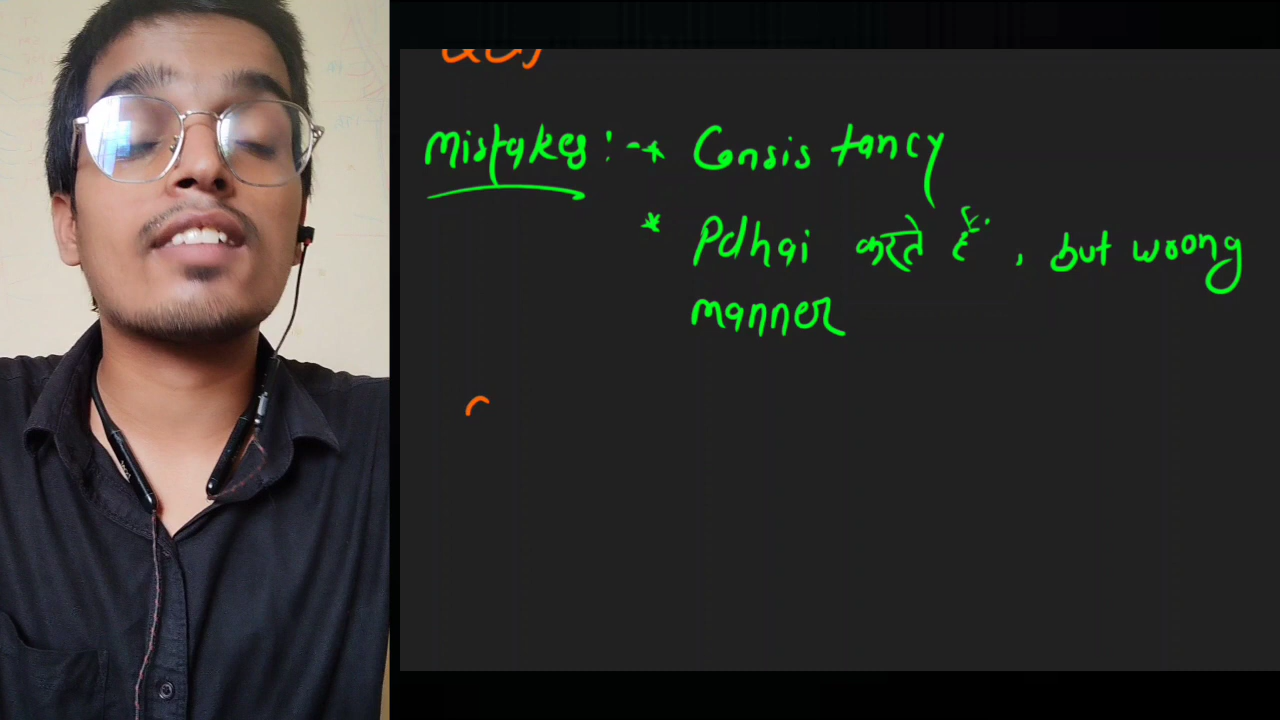 Mistakes :-* Consistancy
* Pdhai करते हैं, but wrong
manner